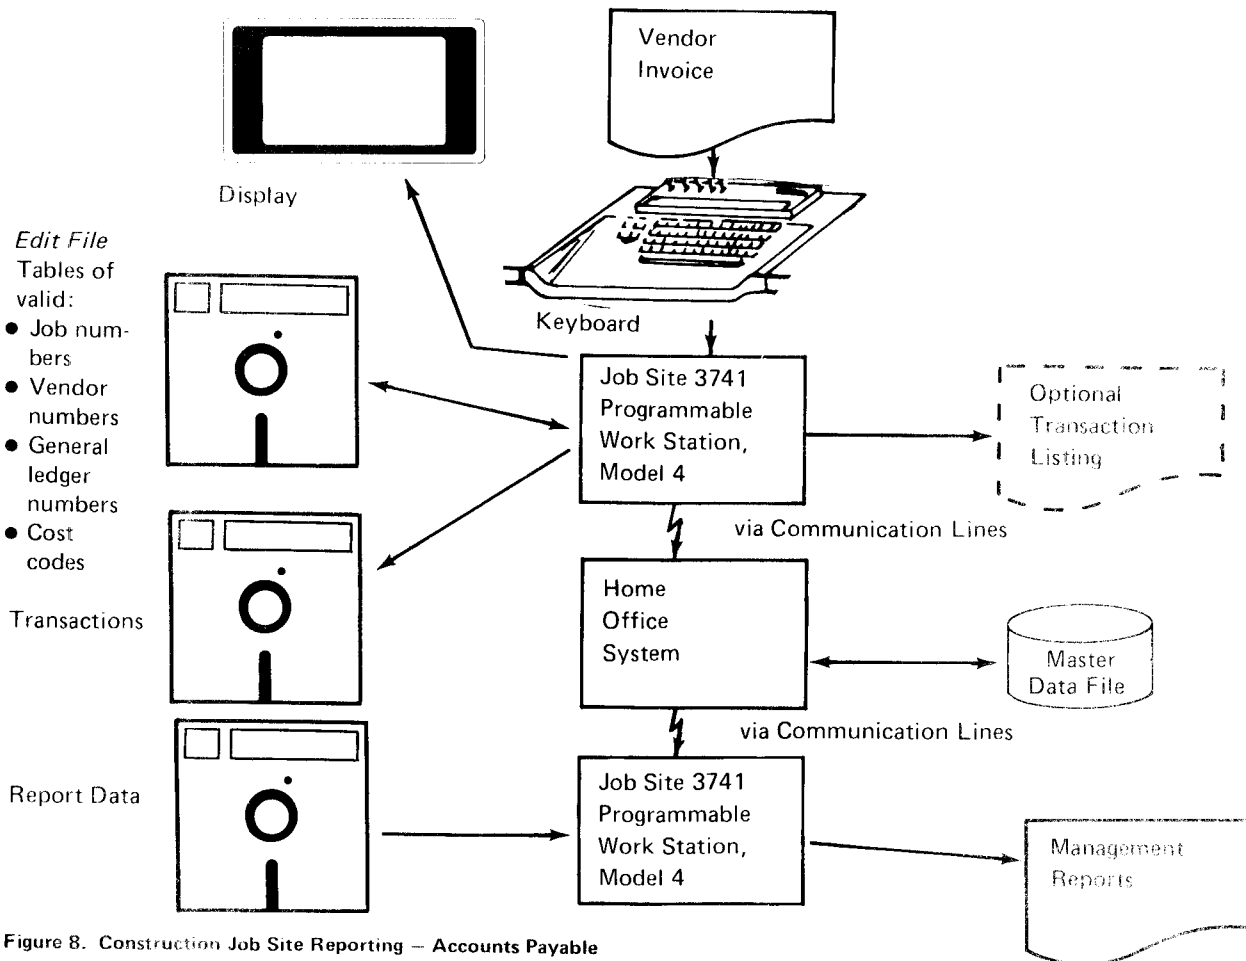 Vendor
Invoice
Display
Keyboard
Edit File
Tables of
valid:
● Job num-
bers
● Vendor
numbers
● General
ledger
numbers
● Cost
codes
Job Site 3741
Programmable
Work Station,
Model 4
Optional
Transaction
Listing
via Communication Lines
Transactions
Home
Office
System
Master
Data File
via Communication Lines
Report Data
Job Site 3741
Programmable
Work Station,
Model 4
Management
Reports
Figure 8. Construction Job Site Reporting – Accounts Payable